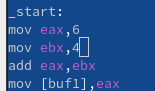 _start:
mov eax,6
mov ebx,4
add eax,ebx
mov [buf1],eax